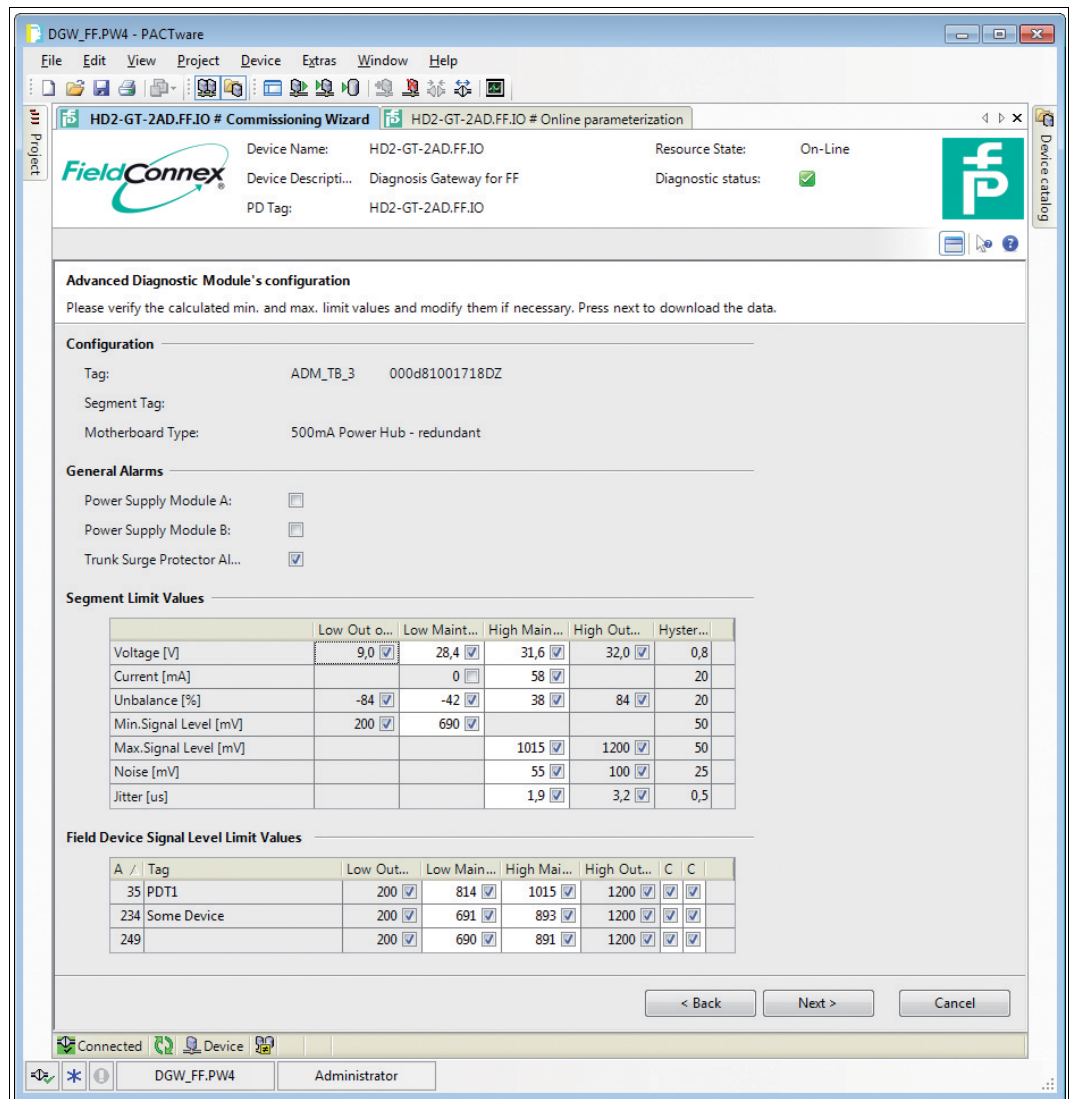 DGW_FF.PW4 - PACTware
File Edit View Project Device Extras Window Help
Project
HD2-GT-2AD.FF.IO # Commissioning Wizard HD2-GT-2AD.FF.IO # Online parameterization
Device catalog
FieldConnex®
Device Name: HD2-GT-2AD.FF.IO Resource State: On-Line
Device Descripti... Diagnosis Gateway for FF Diagnostic status:
PD Tag: HD2-GT-2AD.FF.IO
Advanced Diagnostic Module's configuration
Please verify the calculated min. and max. limit values and modify them if necessary. Press next to download the data.
Configuration
Tag: ADM_TB_3 000d81001718DZ
Segment Tag:
Motherboard Type: 500mA Power Hub - redundant
General Alarms
Power Supply Module A:
Power Supply Module B:
Trunk Surge Protector Al...
Segment Limit Values
Low Out o... Low Maint... High Main... High Out... Hyster...
Voltage [V] 9,0 28,4 31,6 32,0 0,8
Current [mA] 0 58 20
Unbalance [%] -84 -42 38 84 20
Min.Signal Level [mV] 200 690 50
Max.Signal Level [mV] 1015 1200 50
Noise [mV] 55 100 25
Jitter [us] 1,9 3,2 0,5
Field Device Signal Level Limit Values
A Tag Low Out... Low Main... High Mai... High Out... C C
35 PDT1 200 814 1015 1200
234 Some Device 200 691 893 1200
249 200 690 891 1200
< Back Next > Cancel
Connected Device
DGW_FF.PW4 Administrator